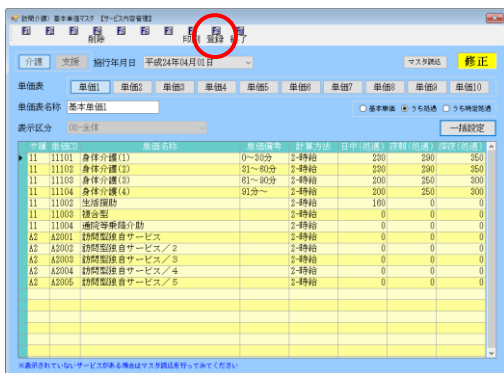 訪問介護) 基本単価マスタ 【サービス内容管理】
削除 印刷 登録 終了
介護 支援 施行年月日 平成24年04月01日 マスタ読込 修正
単価表 単価1 単価2 単価3 単価4 単価5 単価6 単価7 単価8 単価9 単価10
単価表名称 基本単価1 基本単価 うち処遇 うち特定処遇
表示区分 00-全体 一括設定
サ種 単価CD 単価名称 単価備考 計算方法 日中(処遇) 夜朝(処遇) 深夜(処遇)
11 11101 身体介護(1) 0～30分 2-時給 230 290 350
11 11102 身体介護(2) 31～60分 2-時給 230 290 350
11 11103 身体介護(3) 61～90分 2-時給 200 250 300
11 11104 身体介護(4) 91分～ 2-時給 200 250 300
11 11002 生活援助 2-時給 160 0 0
11 11003 複合型 2-時給 0 0 0
11 11004 通院等乗降介助 2-時給 0 0 0
A2 A2001 訪問型独自サービス 2-時給 0 0 0
A2 A2002 訪問型独自サービス／2 2-時給 0 0 0
A2 A2003 訪問型独自サービス／3 2-時給 0 0 0
A2 A2004 訪問型独自サービス／4 2-時給 0 0 0
A2 A2005 訪問型独自サービス／5 2-時給 0 0 0
※表示されていないサービスがある場合はマスタ読込を行ってみてください